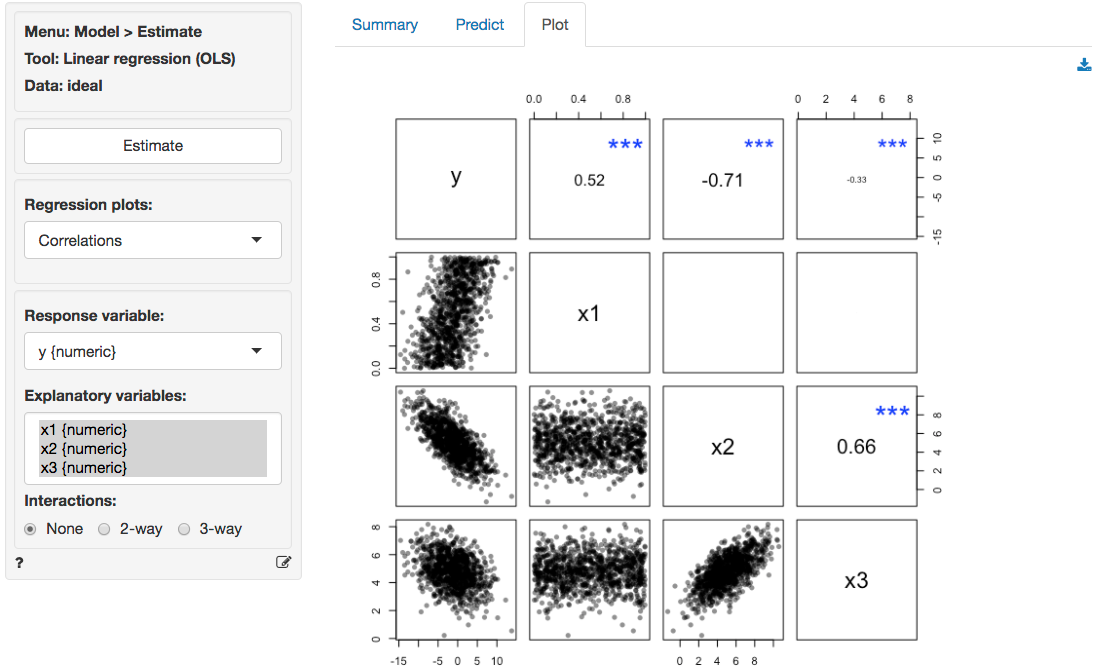 Menu: Model > Estimate
Tool: Linear regression (OLS)
Data: ideal
Estimate
Regression plots:
Correlations
Response variable:
y {numeric}
Explanatory variables:
x1 {numeric}
x2 {numeric}
x3 {numeric}
Interactions:
None 2-way 3-way
?
Summary Predict Plot
0.0 0.4 0.8 0 2 4 6 8
*** *** ***
y 0.52 -0.71 -0.33
-15 -5 0 5 10
0.0 0.4 0.8
x1
***
x2 0.66
0 2 4 6 8
0 2 4 6 8
x3
-15 -5 0 5 10 0 2 4 6 8